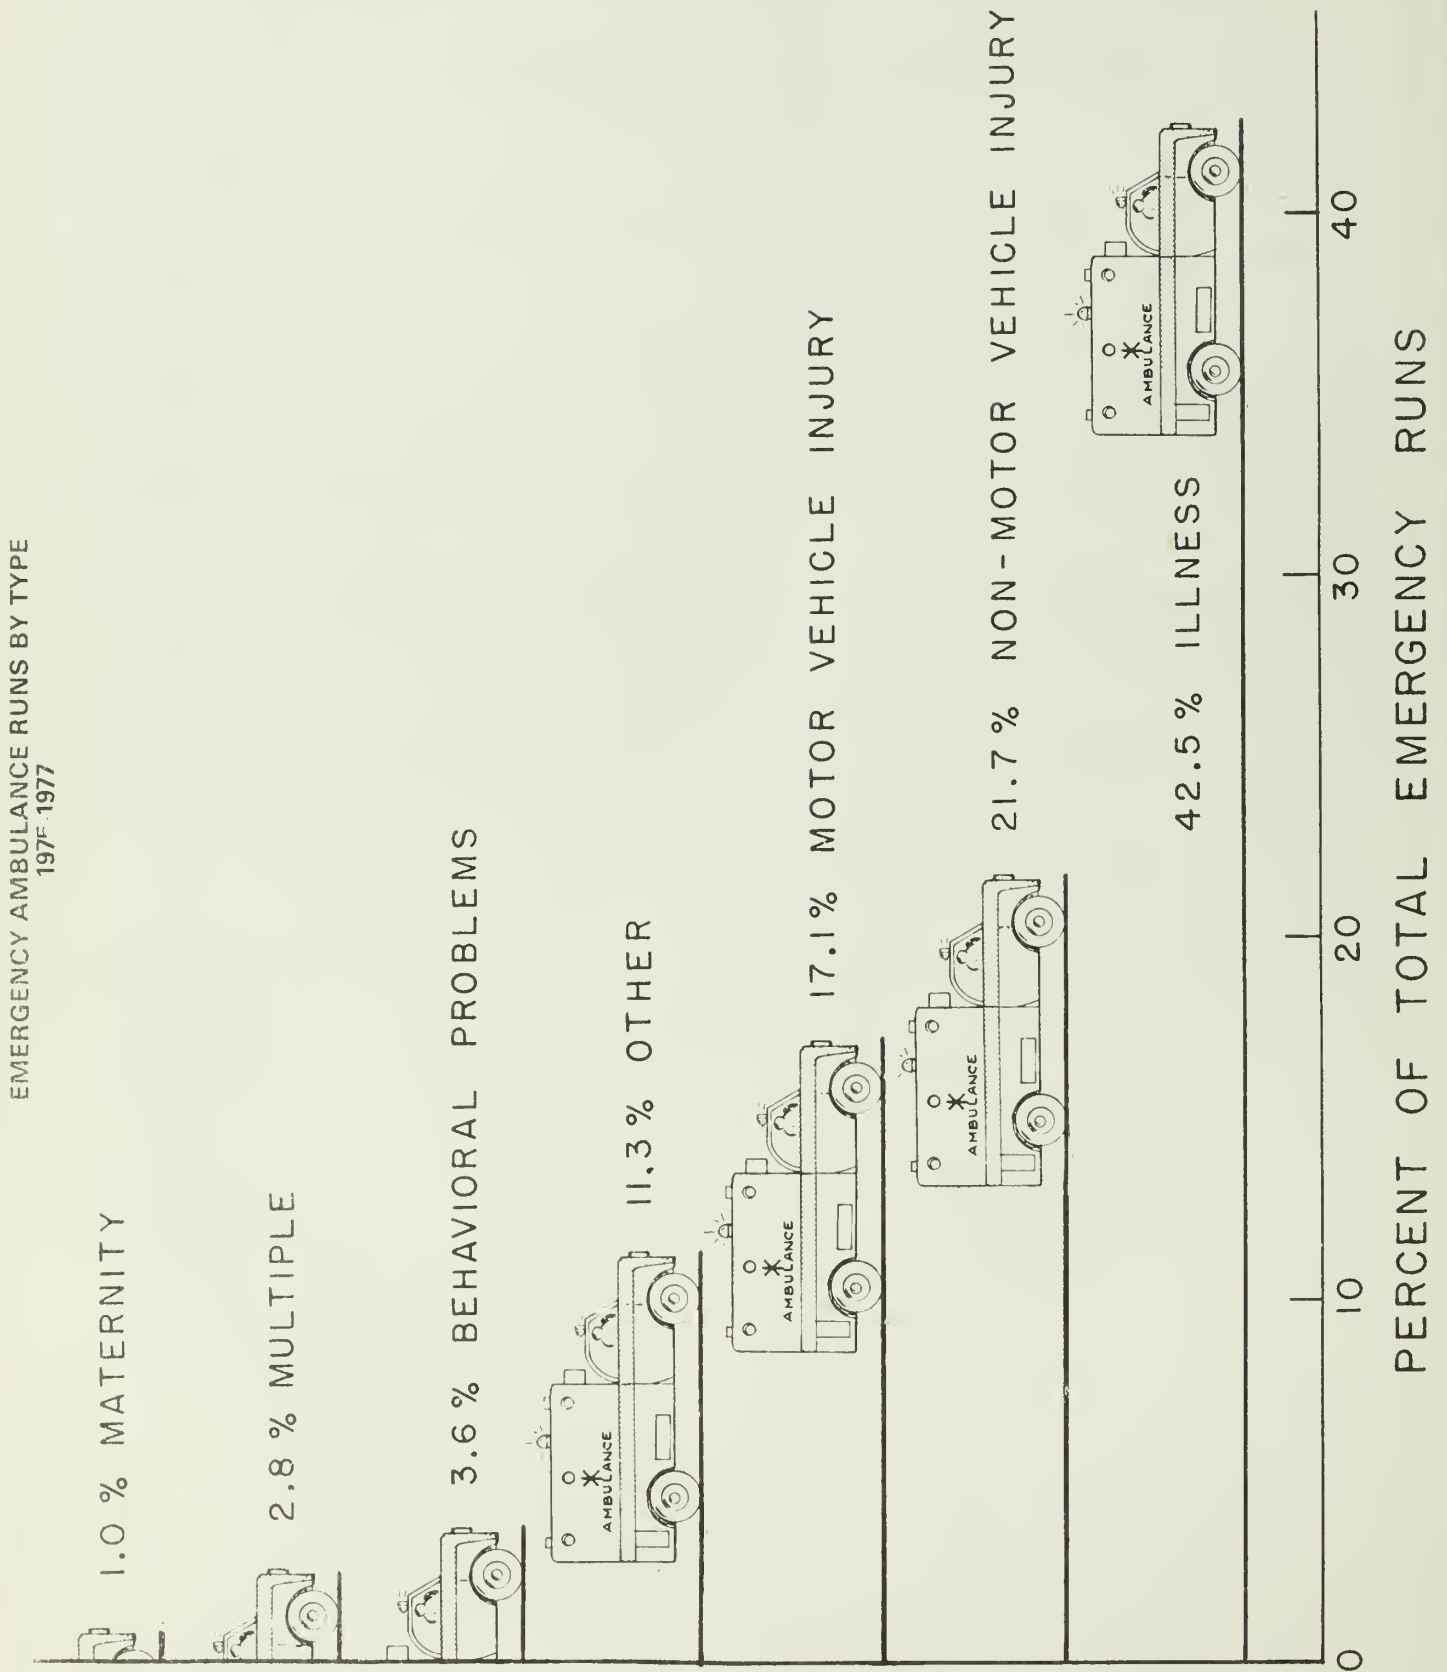 EMERGENCY AMBULANCE RUNS BY TYPE
1977
1.0 % MATERNITY
2.8 % MULTIPLE
3.6 % BEHAVIORAL PROBLEMS
AMBULANCE
11.3 % OTHER
AMBULANCE
17.1 % MOTOR VEHICLE INJURY
AMBULANCE
21.7 % NON-MOTOR VEHICLE INJURY
42.5 % ILLNESS
AMBULANCE
0 10 20 30 40
PERCENT OF TOTAL EMERGENCY RUNS